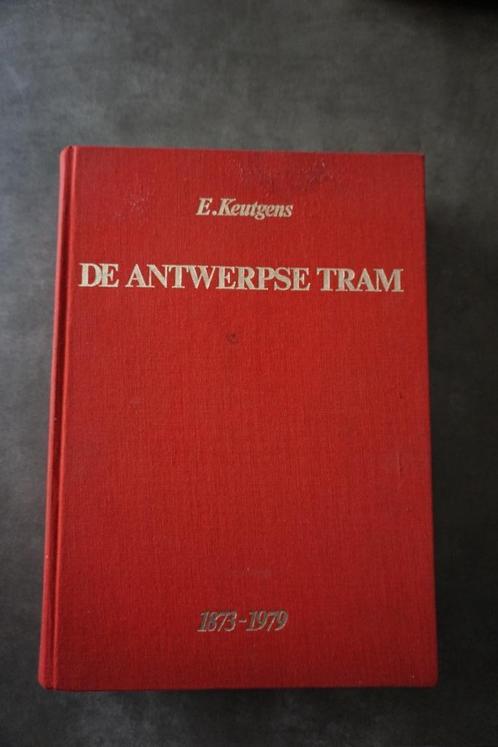 E.Keutgens
DE ANTWERPSE TRAM
1873-1979